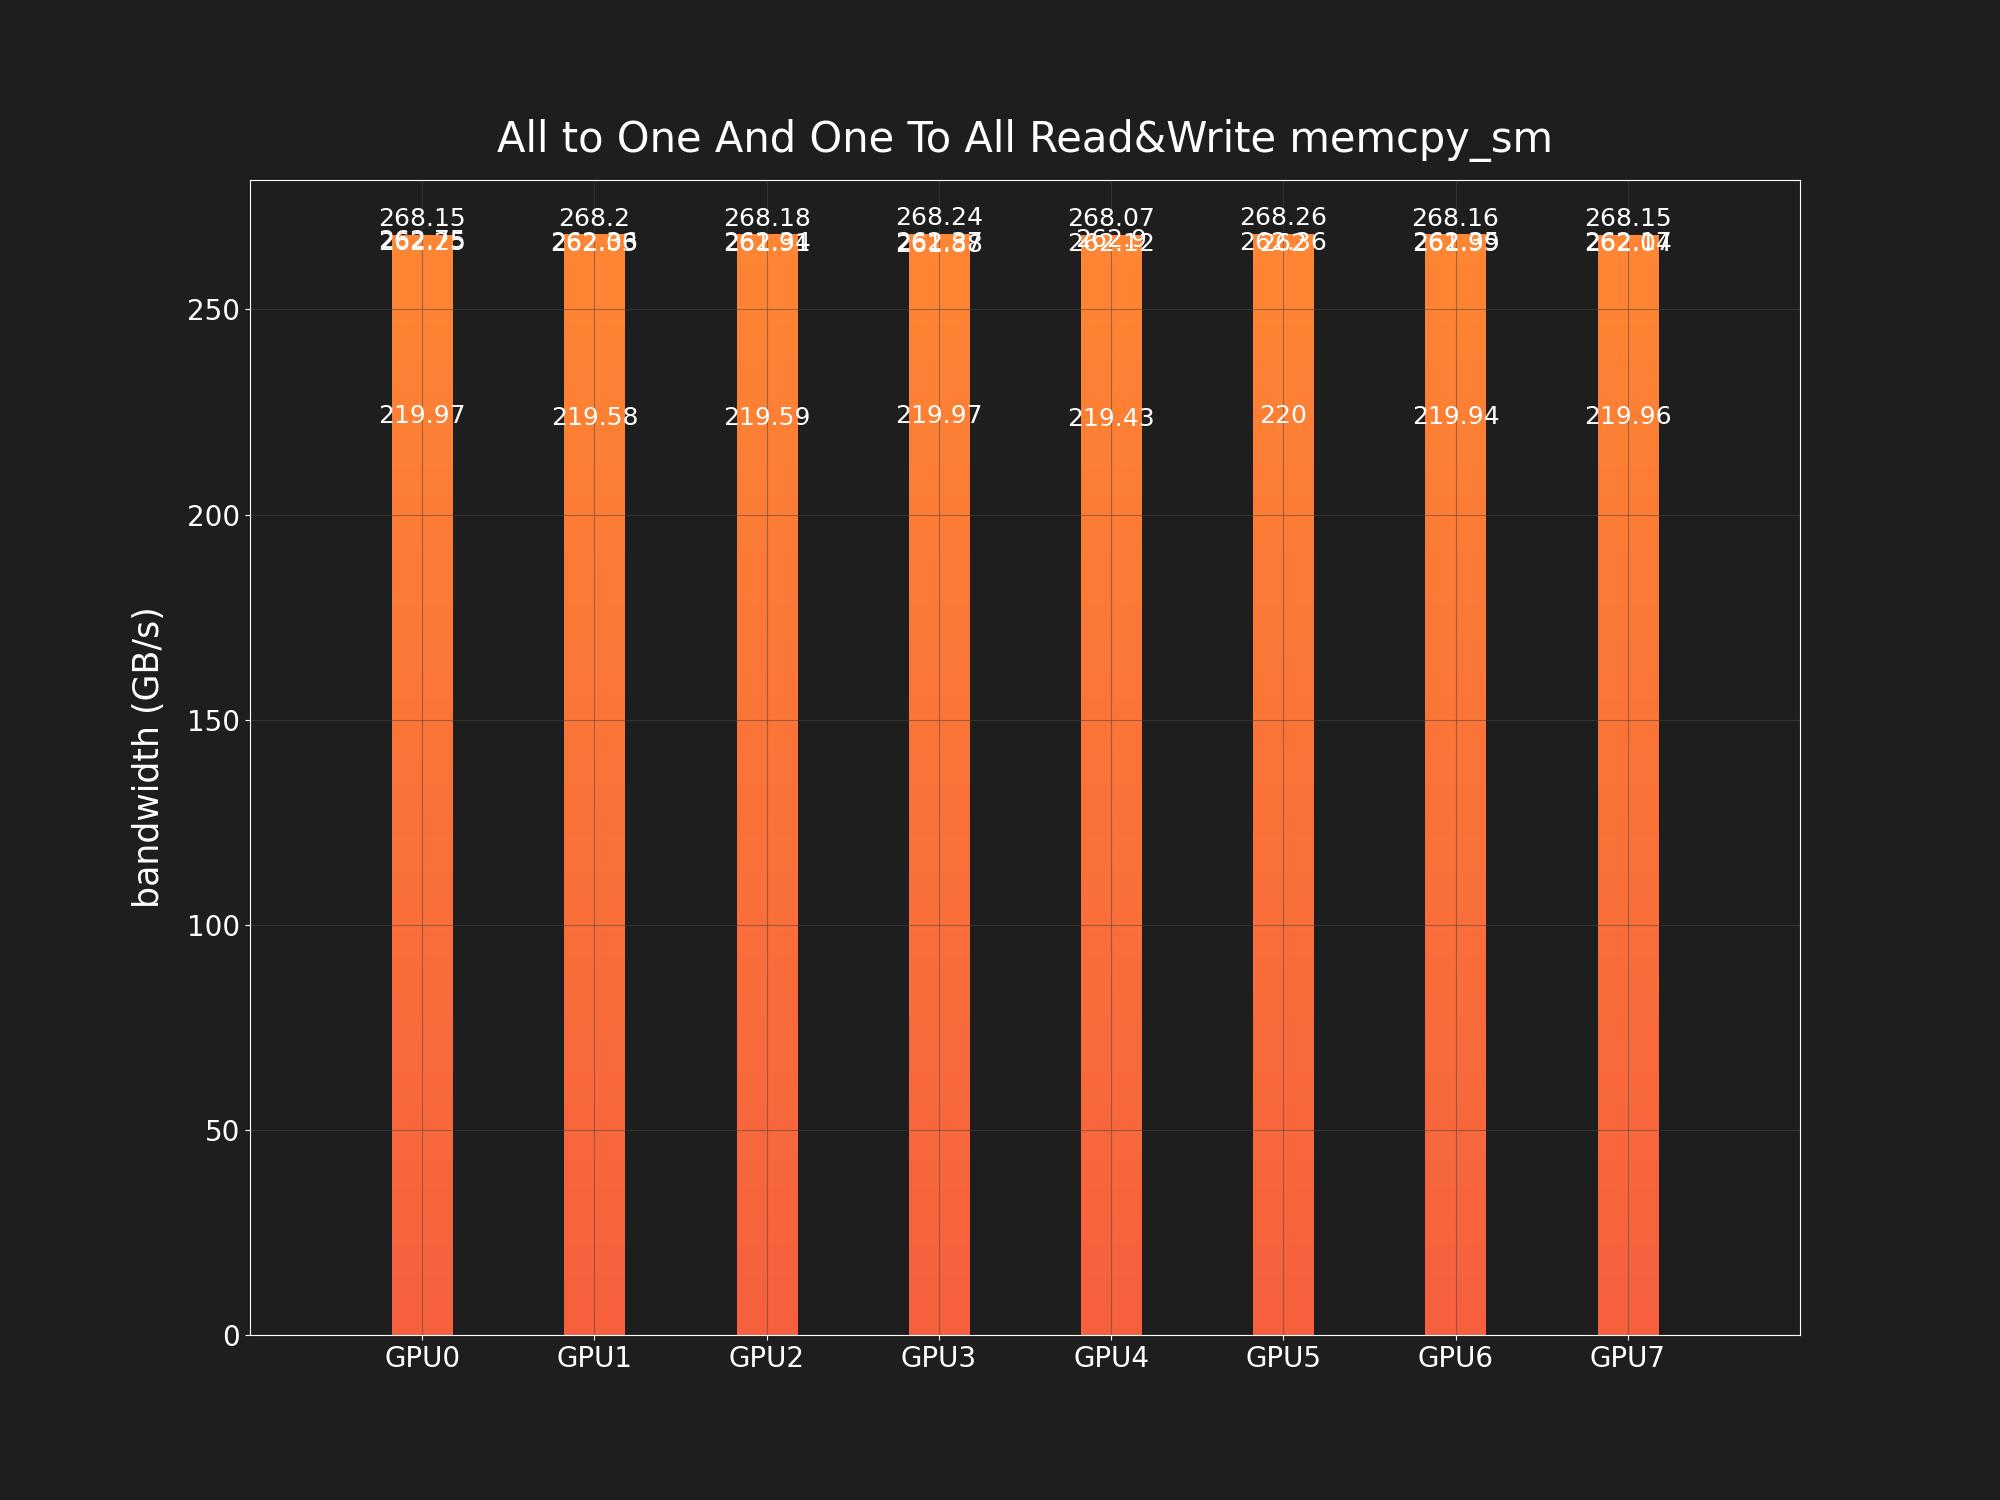 All to One And One To All Read&Write memcpy_sm
268.15 268.2 268.18 268.24 268.07 268.26 268.16 268.15
250
219.97 219.58 219.59 219.97 219.43 220 219.94 219.96
200
150
bandwidth (GB/s)
100
50
0
GPU0 GPU1 GPU2 GPU3 GPU4 GPU5 GPU6 GPU7